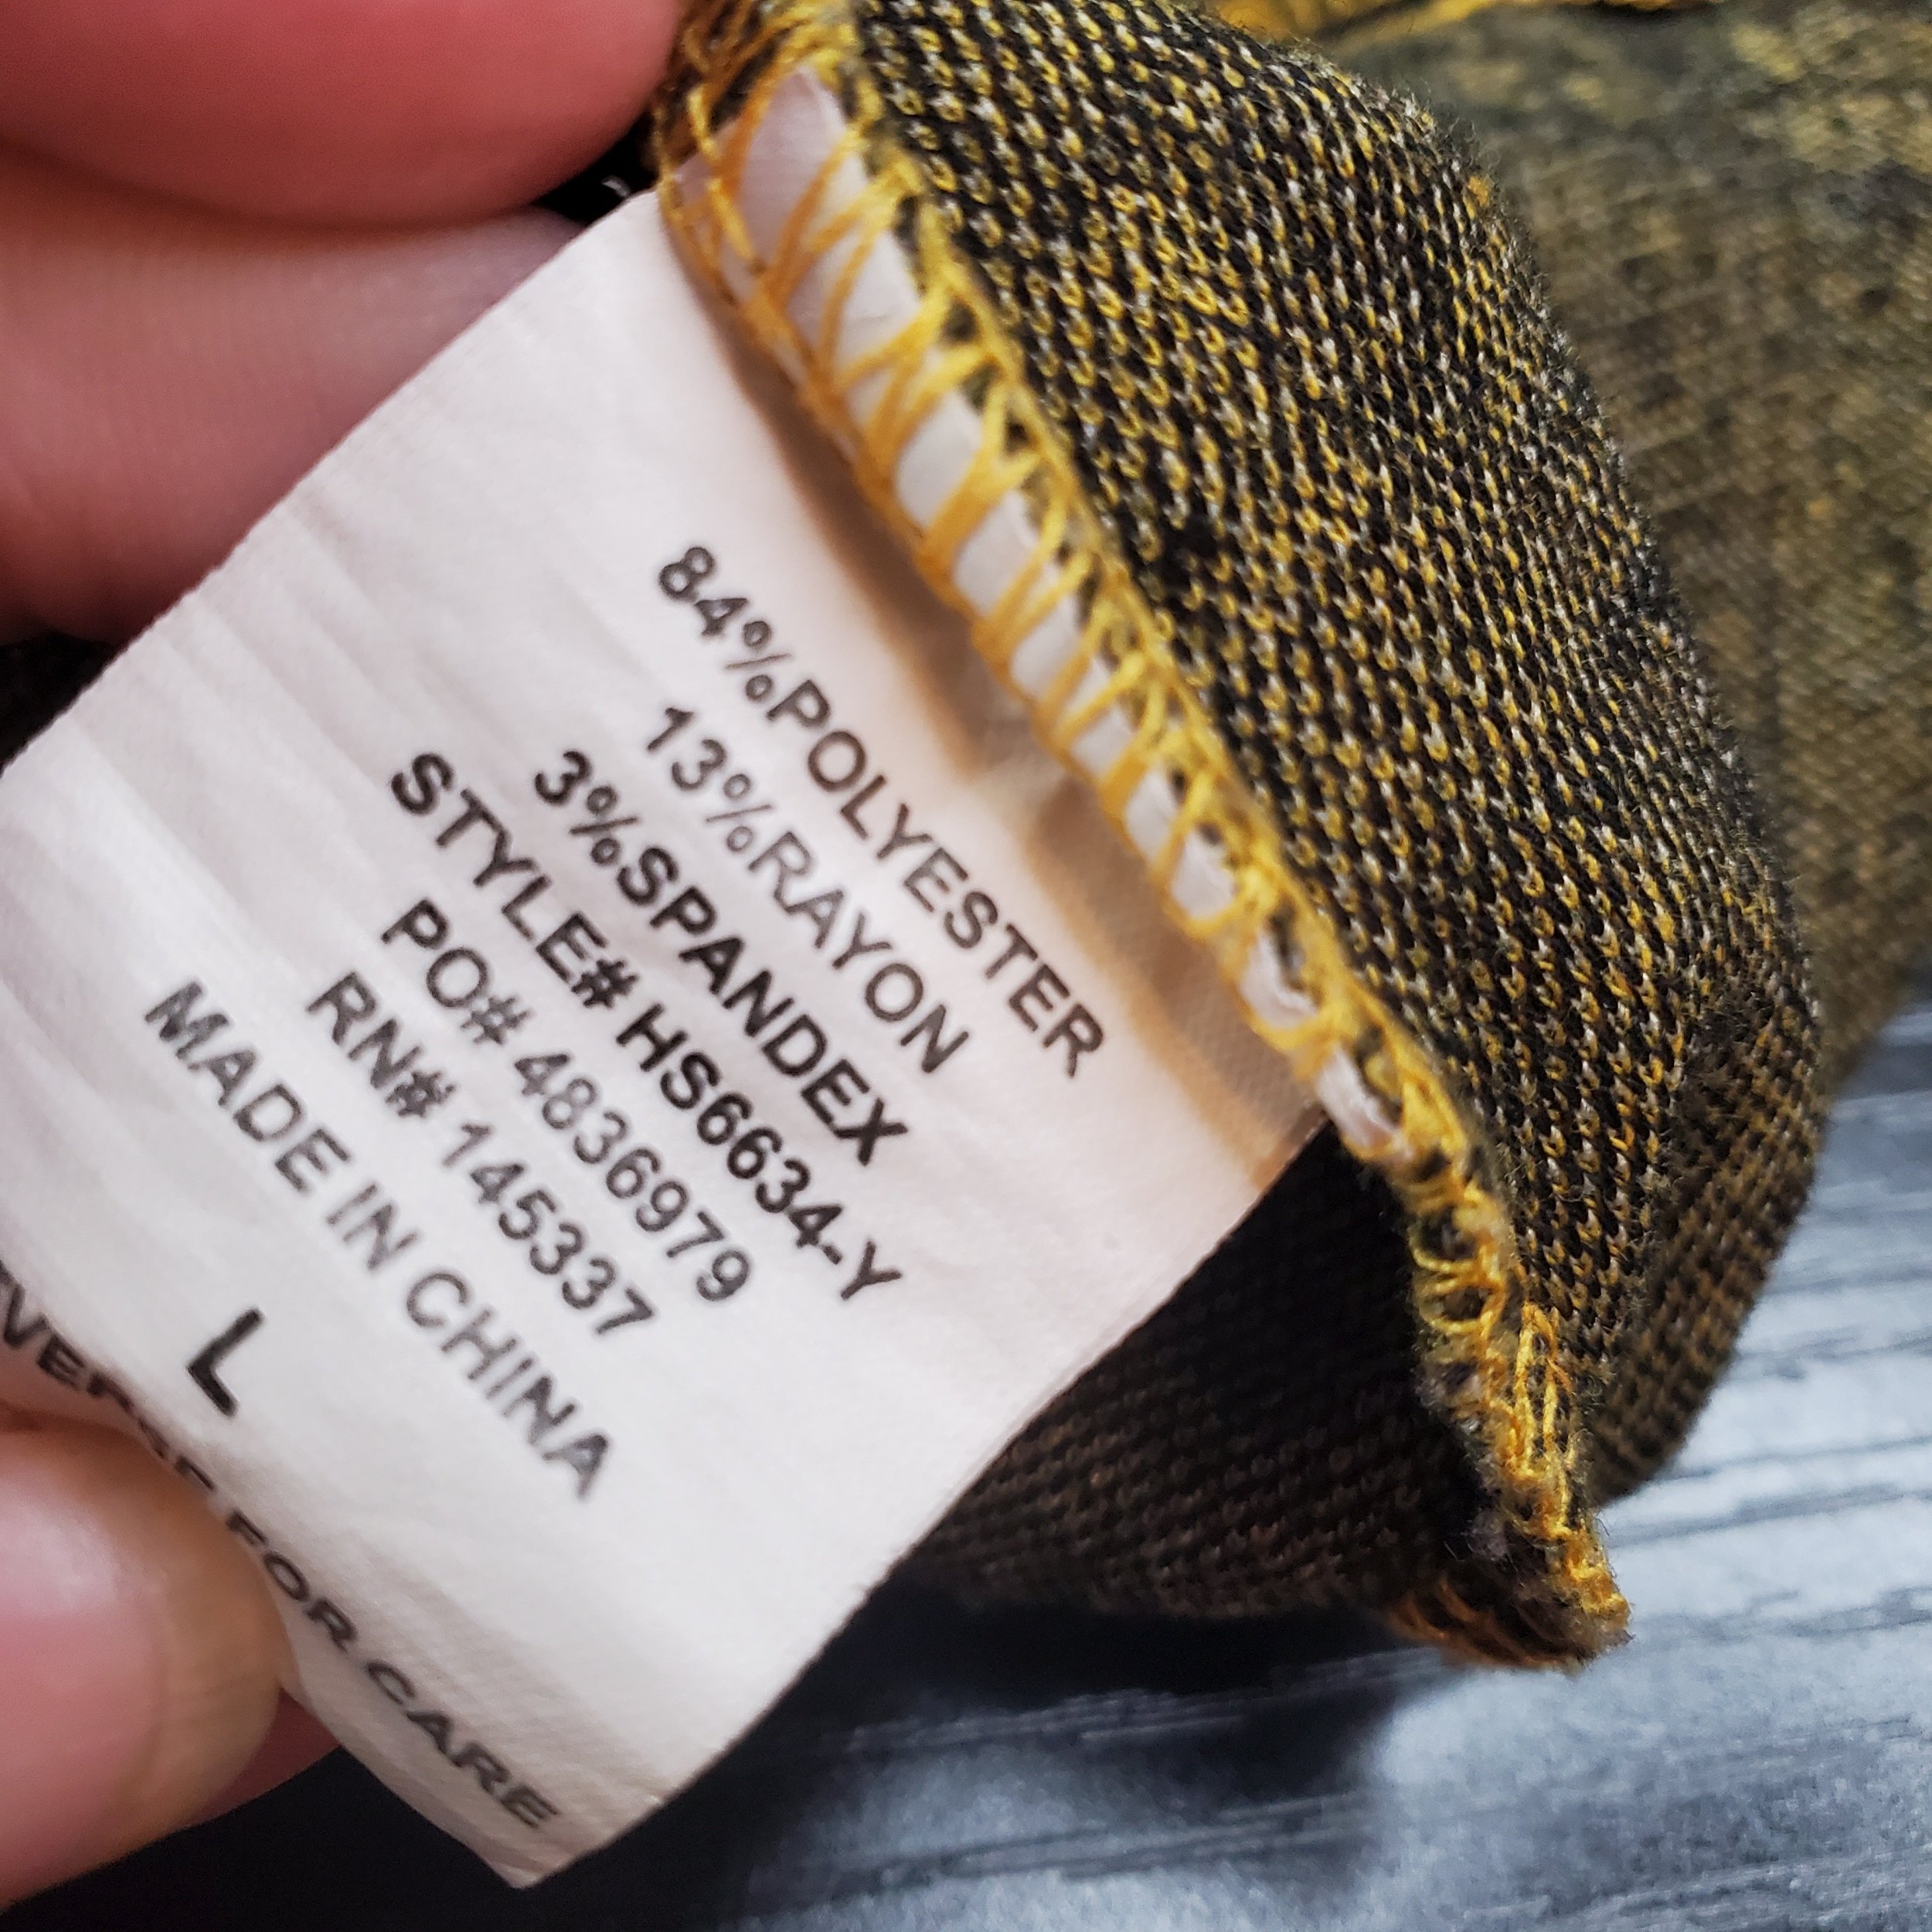 84%POLYESTER
13%RAYON
3%SPANDEX
STYLE# HS6634-Y
PO# 4836979
RN# 145337
MADE IN CHINA
L
FOR CARE